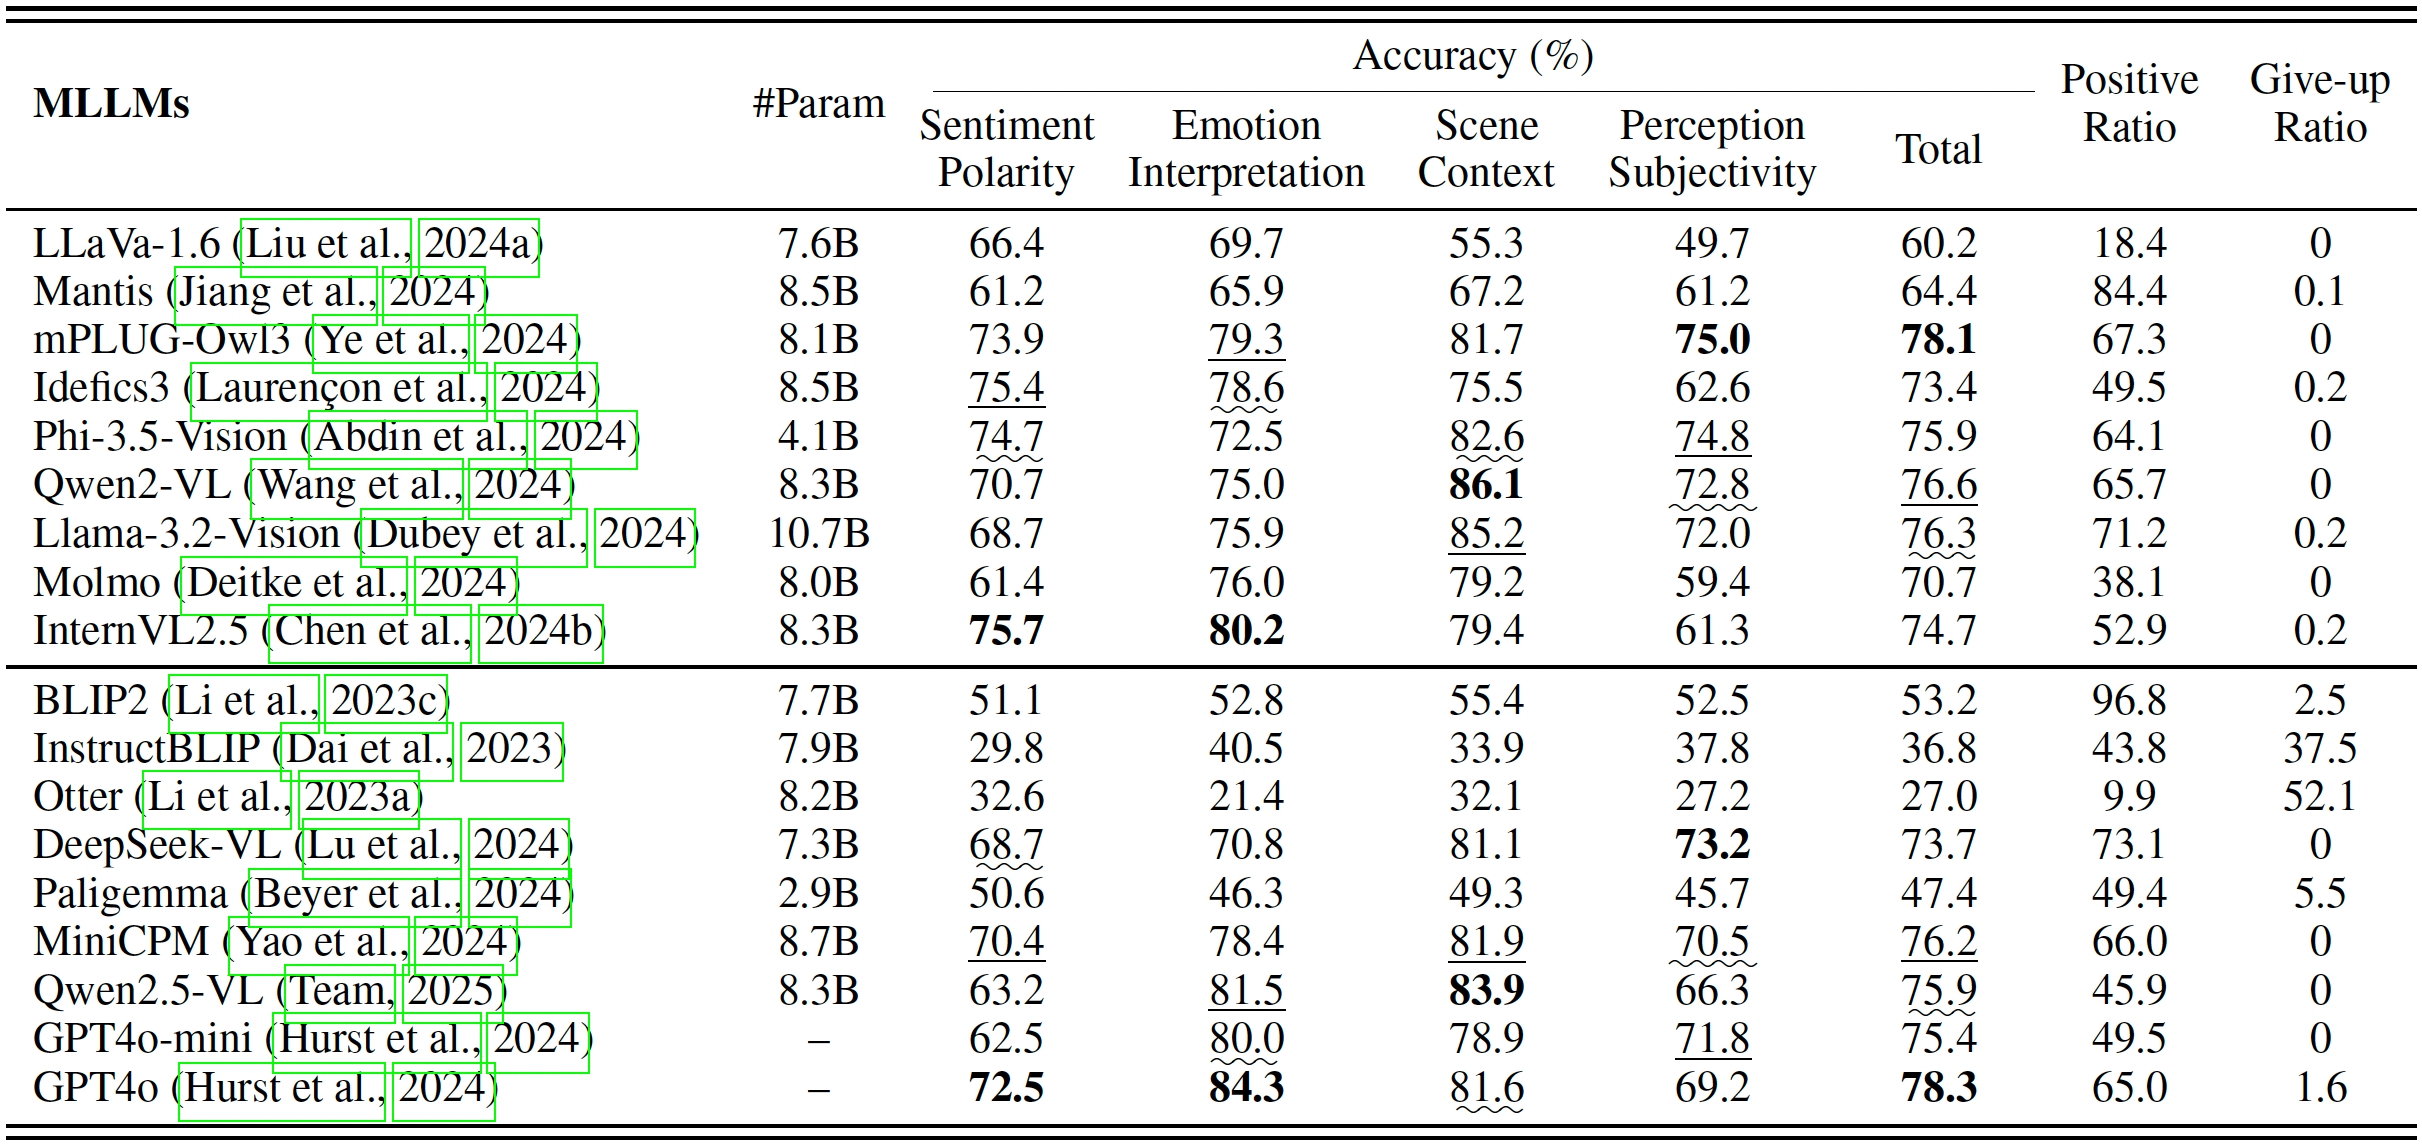 MLLMs #Param Accuracy (%) Positive Ratio Give-up Ratio
Sentiment Polarity Emotion Interpretation Scene Context Perception Subjectivity Total
LLaVa-1.6 (Liu et al., 2024a) 7.6B 66.4 69.7 55.3 49.7 60.2 18.4 0
Mantis (Jiang et al., 2024) 8.5B 61.2 65.9 67.2 61.2 64.4 84.4 0.1
mPLUG-Owl3 (Ye et al., 2024) 8.1B 73.9 79.3 81.7 75.0 78.1 67.3 0
Idefics3 (Laurençon et al., 2024) 8.5B 75.4 78.6 75.5 62.6 73.4 49.5 0.2
Phi-3.5-Vision (Abdin et al., 2024) 4.1B 74.7 72.5 82.6 74.8 75.9 64.1 0
Qwen2-VL (Wang et al., 2024) 8.3B 70.7 75.0 86.1 72.8 76.6 65.7 0
Llama-3.2-Vision (Dubey et al., 2024) 10.7B 68.7 75.9 85.2 72.0 76.3 71.2 0.2
Molmo (Deitke et al., 2024) 8.0B 61.4 76.0 79.2 59.4 70.7 38.1 0
InternVL2.5 (Chen et al., 2024b) 8.3B 75.7 80.2 79.4 61.3 74.7 52.9 0.2
BLIP2 (Li et al., 2023c) 7.7B 51.1 52.8 55.4 52.5 53.2 96.8 2.5
InstructBLIP (Dai et al., 2023) 7.9B 29.8 40.5 33.9 37.8 36.8 43.8 37.5
Otter (Li et al., 2023a) 8.2B 32.6 21.4 32.1 27.2 27.0 9.9 52.1
DeepSeek-VL (Lu et al., 2024) 7.3B 68.7 70.8 81.1 73.2 73.7 73.1 0
Paligemma (Beyer et al., 2024) 2.9B 50.6 46.3 49.3 45.7 47.4 49.4 5.5
MiniCPM (Yao et al., 2024) 8.7B 70.4 78.4 81.9 70.5 76.2 66.0 0
Qwen2.5-VL (Team, 2025) 8.3B 63.2 81.5 83.9 66.3 75.9 45.9 0
GPT4o-mini (Hurst et al., 2024) – 62.5 80.0 78.9 71.8 75.4 49.5 0
GPT4o (Hurst et al., 2024) – 72.5 84.3 81.6 69.2 78.3 65.0 1.6